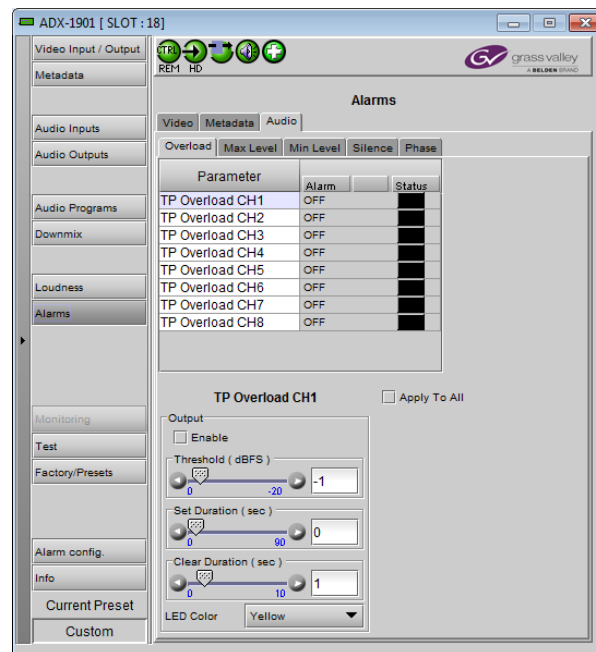 ADX-1901 [ SLOT : 18]
Video Input / Output
Metadata
Audio Inputs
Audio Outputs
Audio Programs
Downmix
Loudness
Alarms
Monitoring
Test
Factory/Presets
Alarm config.
Info
Current Preset
Custom
CTRL
REM HD
GV grass valley
A BELDEN BRAND
Alarms
Video Metadata Audio
Overload Max Level Min Level Silence Phase
Parameter Alarm Status
TP Overload CH1 OFF
TP Overload CH2 OFF
TP Overload CH3 OFF
TP Overload CH4 OFF
TP Overload CH5 OFF
TP Overload CH6 OFF
TP Overload CH7 OFF
TP Overload CH8 OFF
TP Overload CH1 Apply To All
Output
Enable
Threshold ( dBFS )
-1
0 -20
Set Duration ( sec )
0
0 90
Clear Duration ( sec )
1
0 10
LED Color Yellow